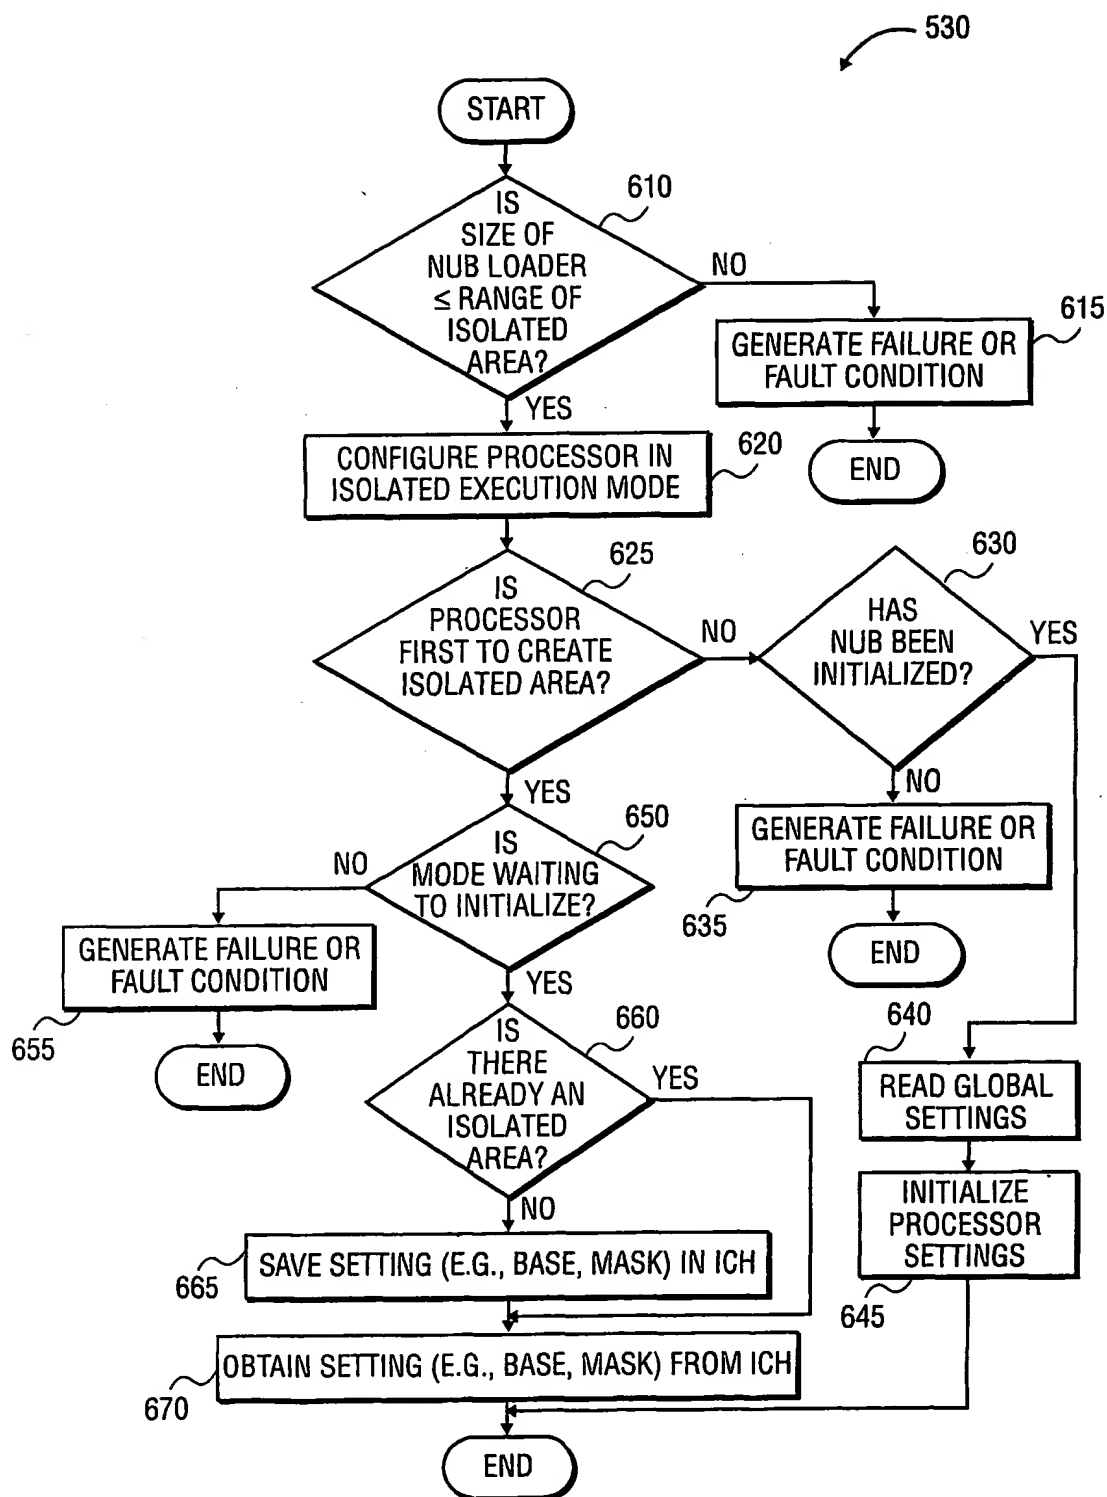 530
START
610
IS
SIZE OF
NUB LOADER
≤ RANGE OF
ISOLATED
AREA?
NO
615
GENERATE FAILURE OR
FAULT CONDITION
END
YES
620
CONFIGURE PROCESSOR IN
ISOLATED EXECUTION MODE
625
IS
PROCESSOR
FIRST TO CREATE
ISOLATED AREA?
NO
630
HAS
NUB BEEN
INITIALIZED?
YES
NO
GENERATE FAILURE OR
FAULT CONDITION
635
END
YES
650
IS
MODE WAITING
TO INITIALIZE?
NO
GENERATE FAILURE OR
FAULT CONDITION
655
END
YES
660
IS
THERE
ALREADY AN
ISOLATED
AREA?
YES
640
READ GLOBAL
SETTINGS
INITIALIZE
PROCESSOR
SETTINGS
645
NO
SAVE SETTING (E.G., BASE, MASK) IN ICH
665
OBTAIN SETTING (E.G., BASE, MASK) FROM ICH
670
END